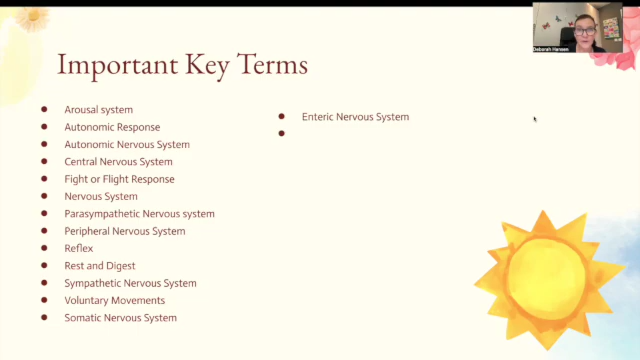 Important Key Terms
Arousal system
Autonomic Response
Autonomic Nervous System
Central Nervous System
Fight or Flight Response
Nervous System
Parasympathetic Nervous system
Peripheral Nervous System
Reflex
Rest and Digest
Sympathetic Nervous System
Voluntary Movements
Somatic Nervous System
Enteric Nervous System
Deborah Hansen